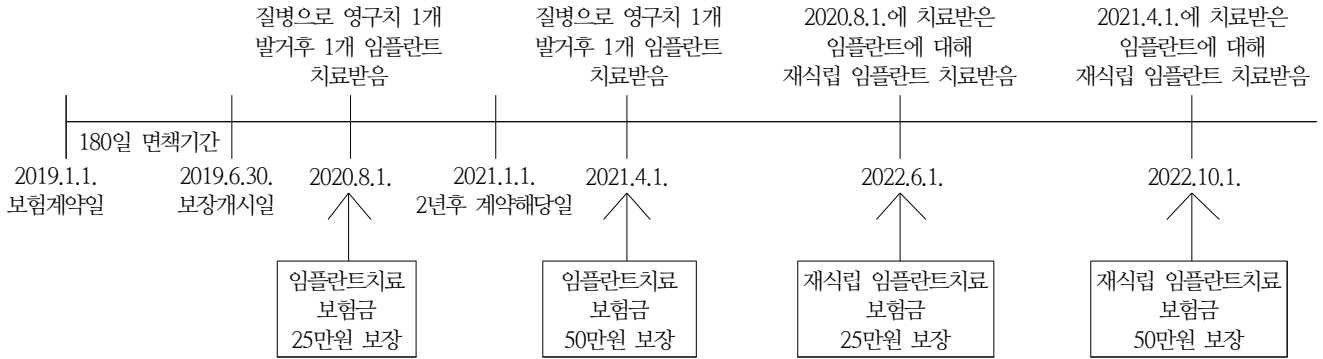 질병으로 영구치 1개
발거후 1개 임플란트
치료받음
질병으로 영구치 1개
발거후 1개 임플란트
치료받음
2020.8.1.에 치료받은
임플란트에 대해
재식립 임플란트 치료받음
2021.4.1.에 치료받은
임플란트에 대해
재식립 임플란트 치료받음
180일 면책기간
2019.1.1.
보험계약일
2019.6.30.
보장개시일
2020.8.1.
2021.1.1.
2년후 계약해당일
2021.4.1.
2022.6.1.
2022.10.1.
임플란트치료
보험금
25만원 보장
임플란트치료
보험금
50만원 보장
재식립 임플란트치료
보험금
25만원 보장
재식립 임플란트치료
보험금
50만원 보장